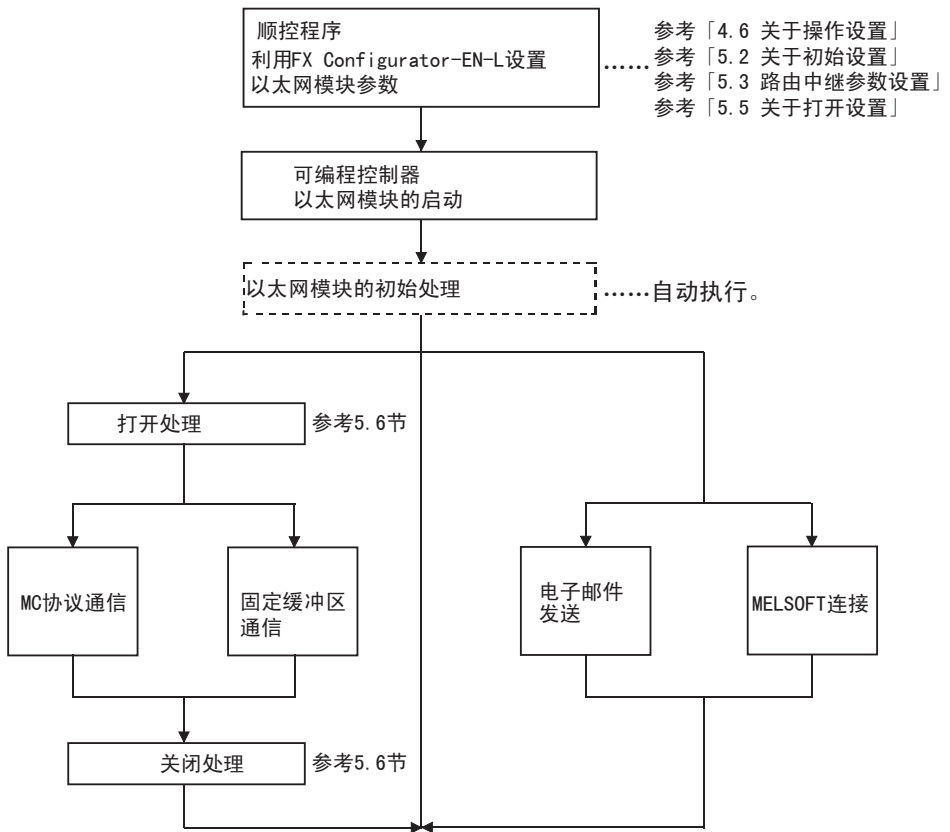 顺控程序
利用FX Configurator-EN-L设置
以太网模块参数
……
参考「4.6 关于操作设置」
参考「5.2 关于初始设置」
参考「5.3 路由中继参数设置」
参考「5.5 关于打开设置」
可编程控制器
以太网模块的启动
以太网模块的初始处理
……自动执行。
打开处理
参考5.6节
MC协议通信
固定缓冲区
通信
电子邮件
发送
MELSOFT连接
关闭处理
参考5.6节